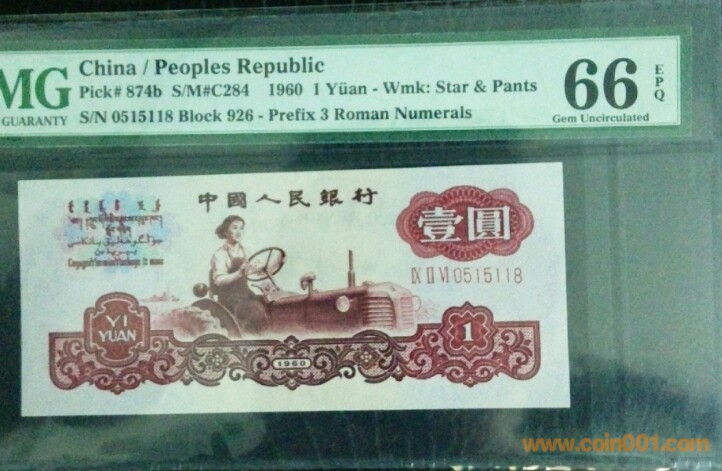 MG
GUARANTY
China / Peoples Republic
Pick# 874b S/M#C284 1960 1 Yüan - Wmk: Star & Pants
S/N 0515118 Block 926 - Prefix 3 Roman Numerals
66
EPQ
Gem Uncirculated
中國人民銀行
壹圓
IX II VI 0515118
YI
YUAN
1960
1
www.coin001.com